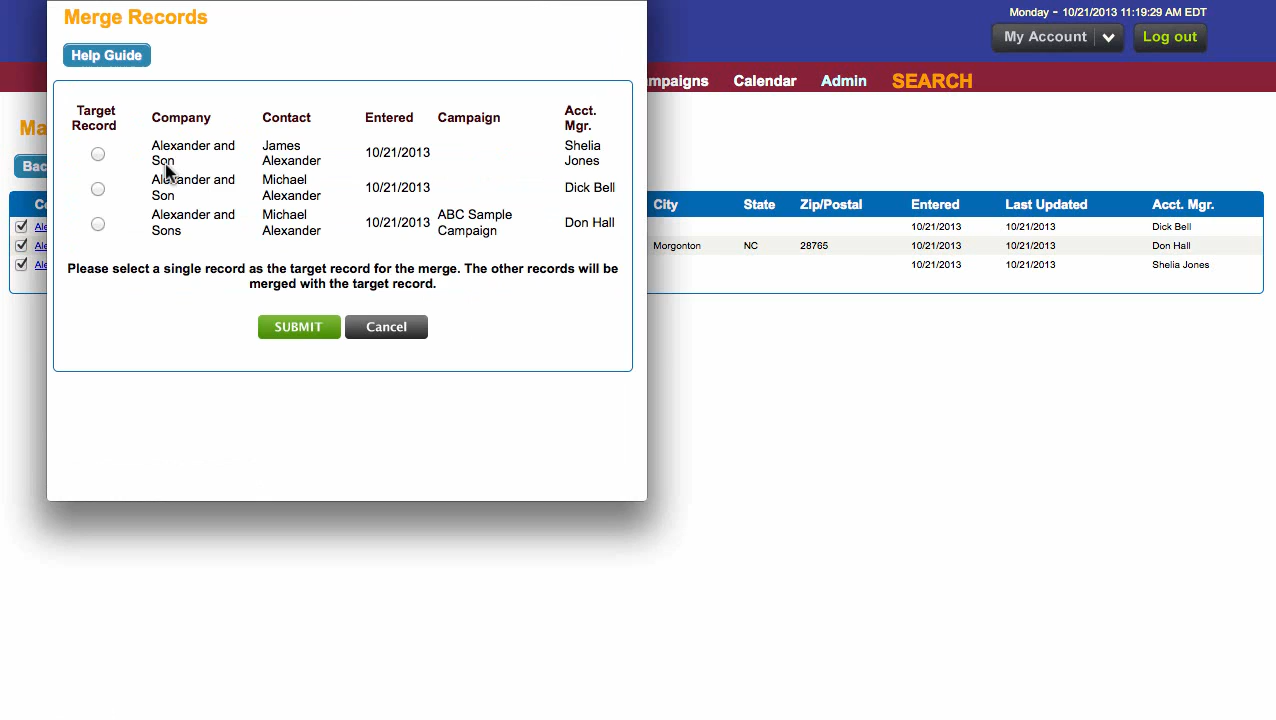 Merge Records
Monday - 10/21/2013 11:19:29 AM EDT
My Account
Log out
Help Guide
mpaigns Calendar Admin SEARCH
Target Record Company Contact Entered Campaign Acct. Mgr.
Alexander and Son James Alexander 10/21/2013 Shelia Jones
Alexander and Son Michael Alexander 10/21/2013 Dick Bell
Alexander and Sons Michael Alexander 10/21/2013 ABC Sample Campaign Don Hall
Please select a single record as the target record for the merge. The other records will be
merged with the target record.
SUBMIT Cancel
Ma
Bac
Co City State Zip/Postal Entered Last Updated Acct. Mgr.
Ale 10/21/2013 10/21/2013 Dick Bell
Ale Morgonton NC 28765 10/21/2013 10/21/2013 Don Hall
Ale 10/21/2013 10/21/2013 Shelia Jones